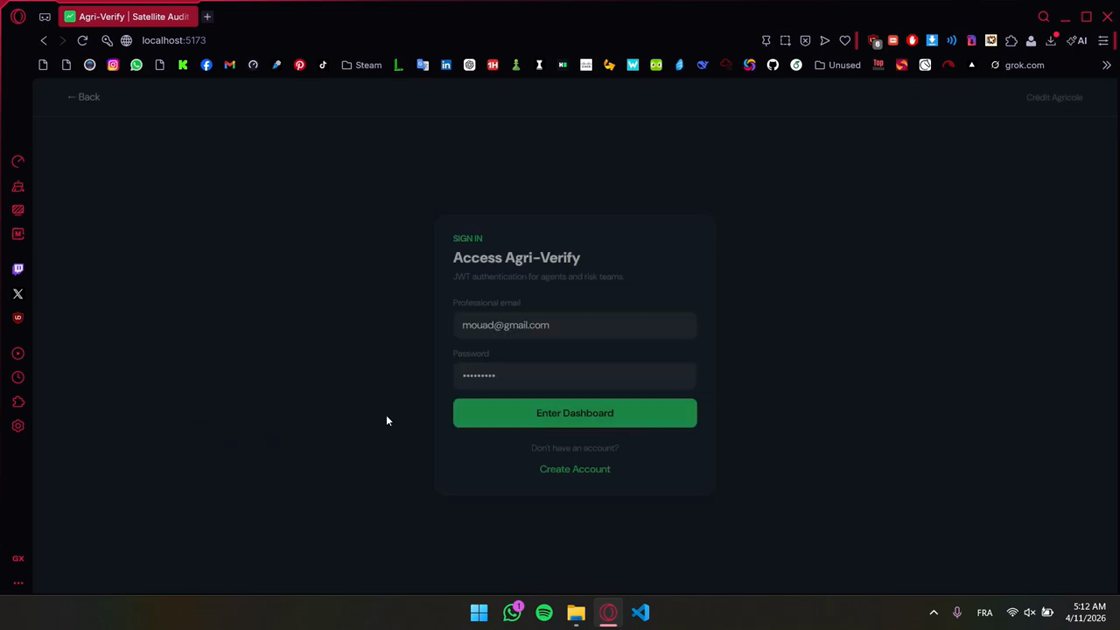 Agri-Verify | Satellite Audit
localhost:5173
AI
Steam
Unused
grok.com
← Back
Crédit Agricole
SIGN IN
Access Agri-Verify
JWT authentication for agents and risk teams.
Professional email
mouad@gmail.com
Password
•••••••••
Enter Dashboard
Don't have an account?
Create Account
GX
FRA
5:12 AM
4/11/2026